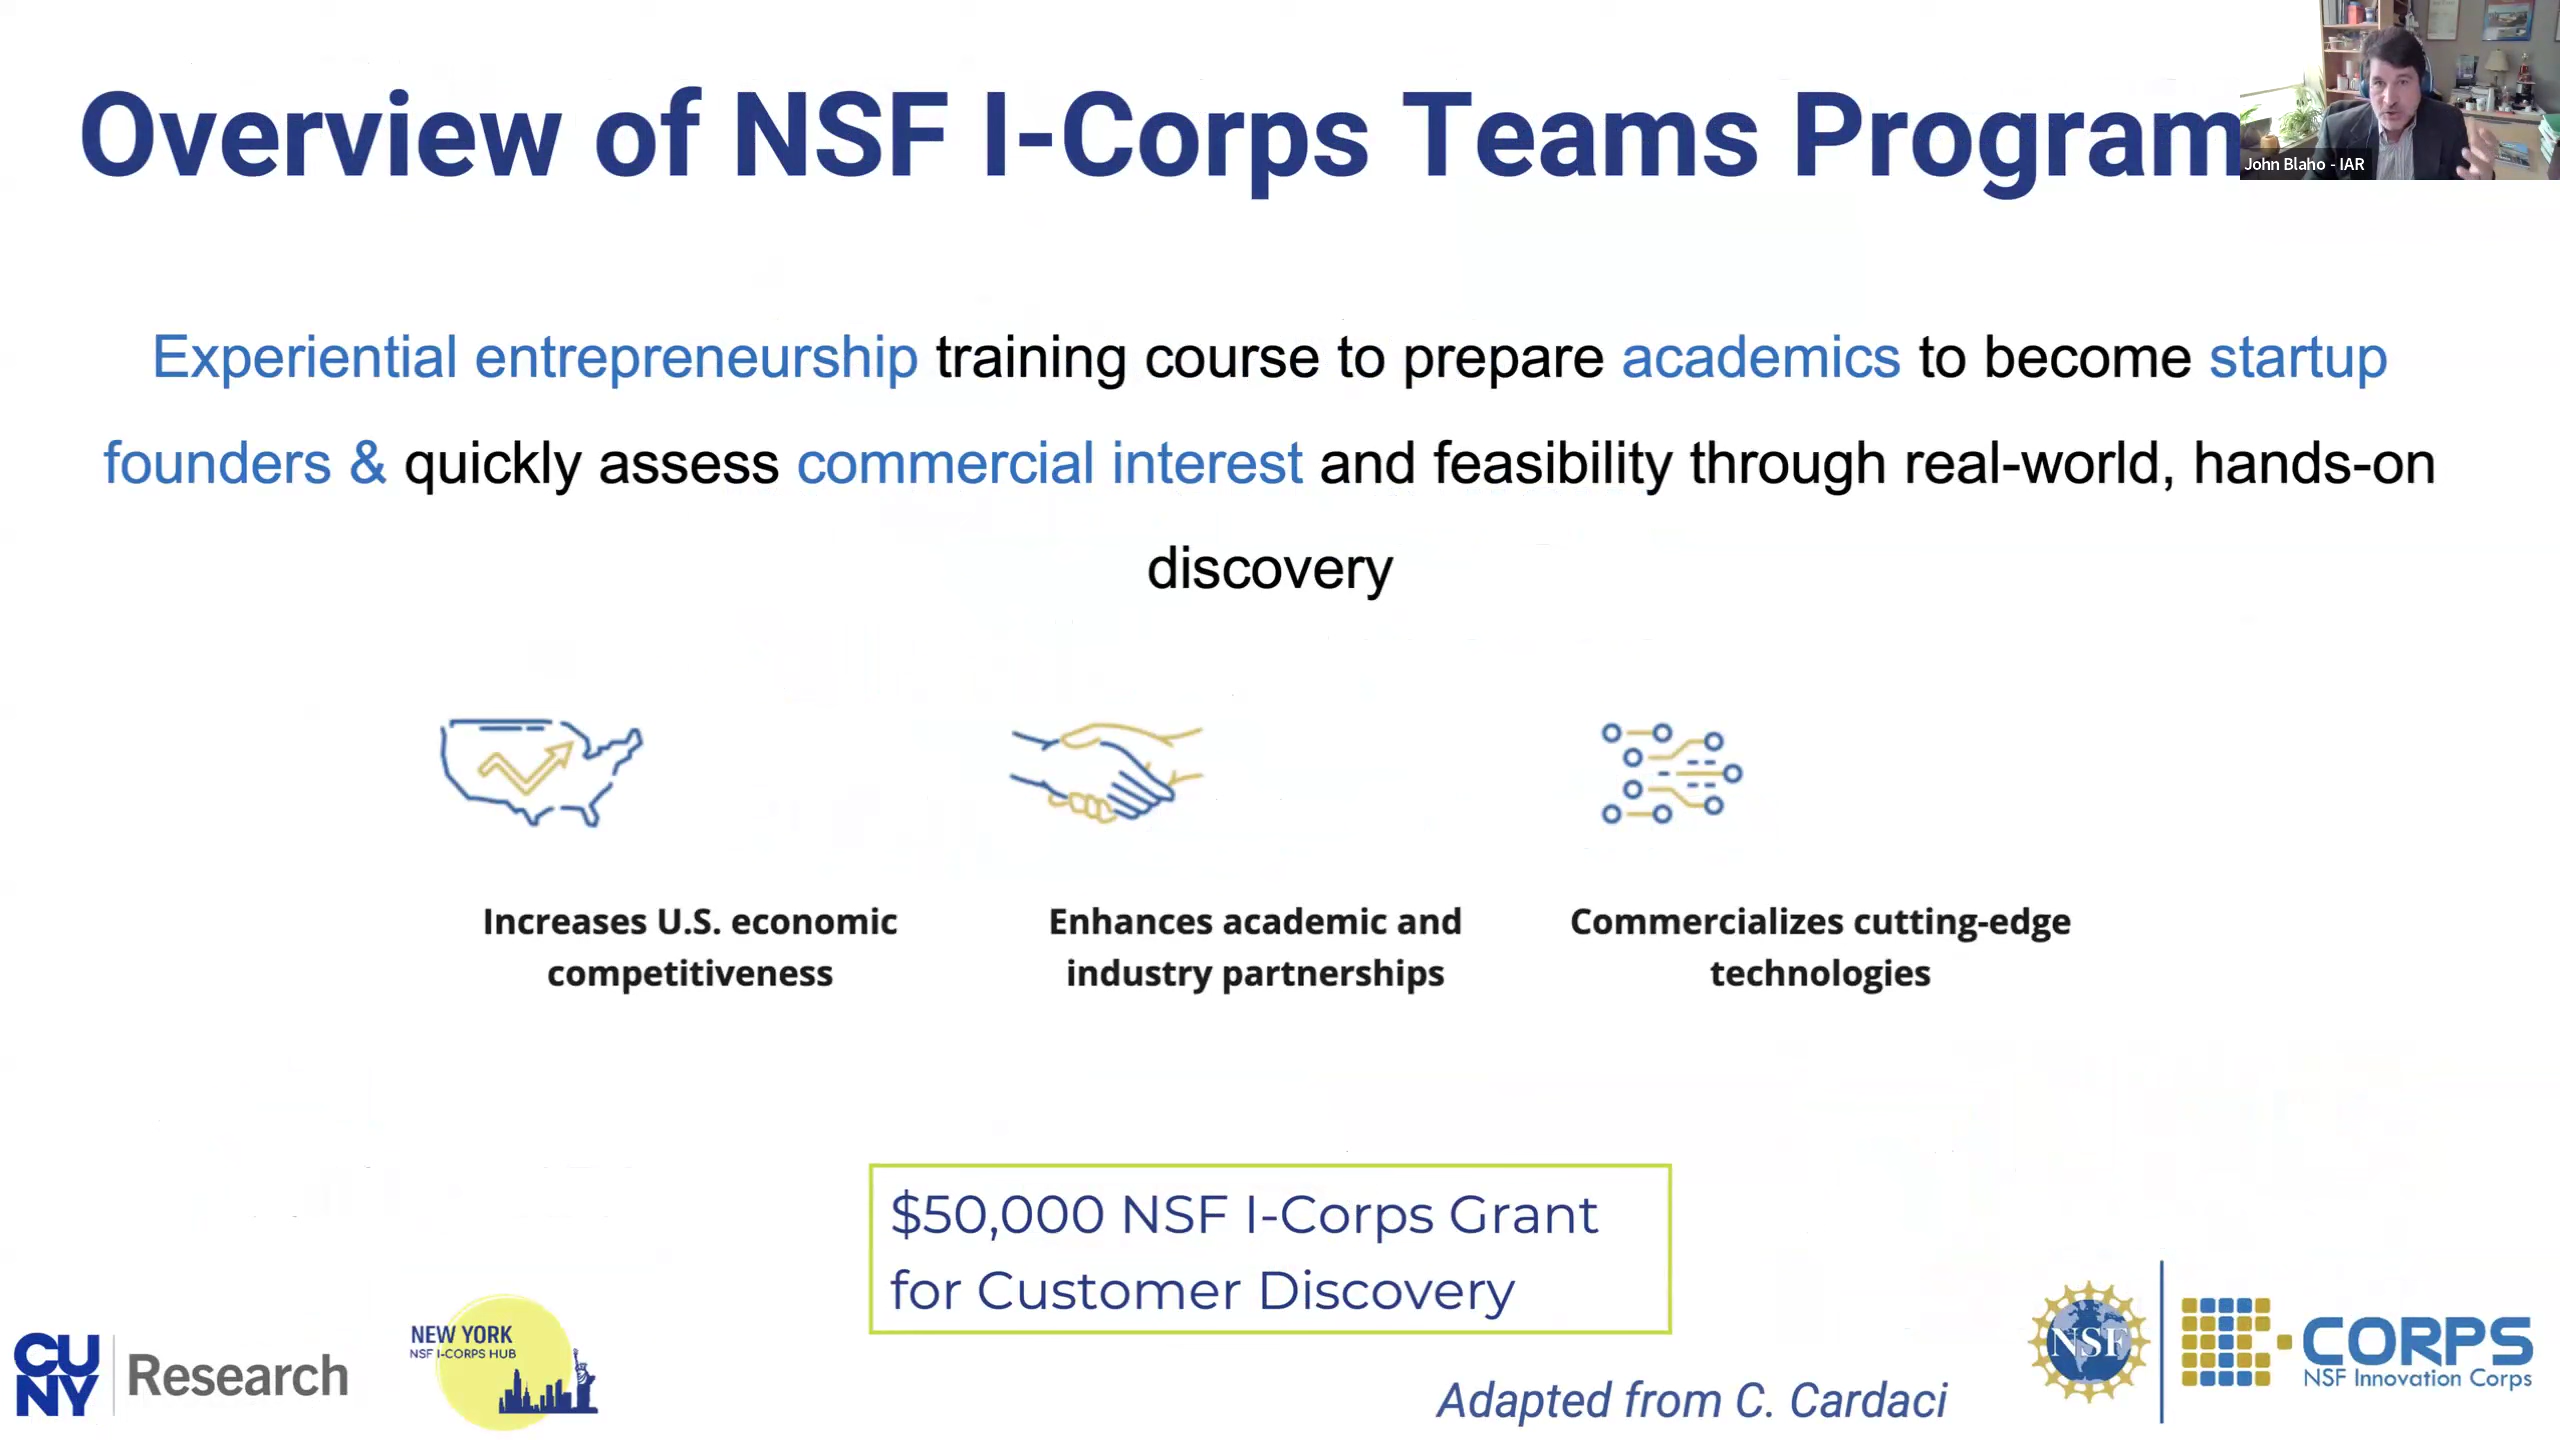 Overview of NSF I-Corps Teams Program
John Blaho - IAR
Experiential entrepreneurship training course to prepare academics to become startup
founders & quickly assess commercial interest and feasibility through real-world, hands-on
discovery
Increases U.S. economic
competitiveness
Enhances academic and
industry partnerships
Commercializes cutting-edge
technologies
$50,000 NSF I-Corps Grant
for Customer Discovery
CU
NY
Research
NEW YORK
NSF I-CORPS HUB
Adapted from C. Cardaci
NSF
I-CORPS
NSF Innovation Corps